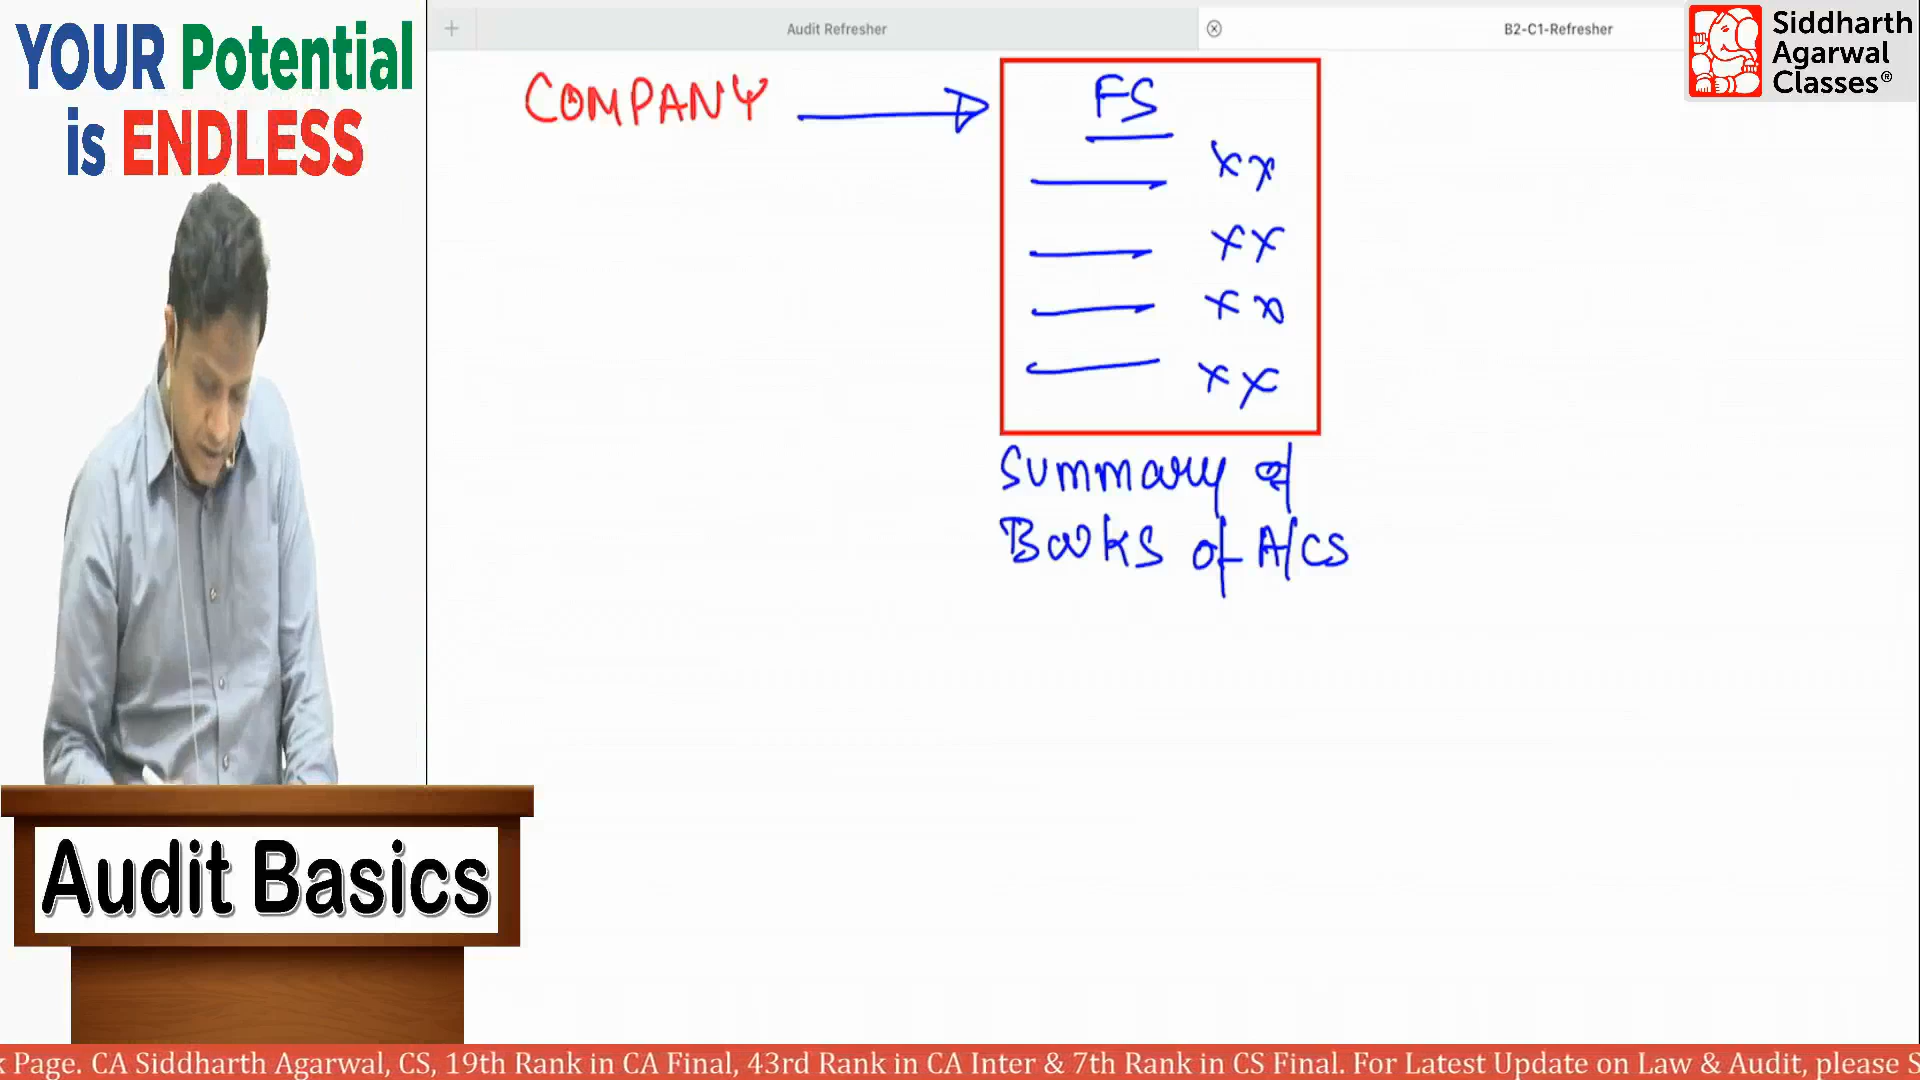 YOUR Potential
is ENDLESS
Audit Refresher
B2-C1-Refresher
Siddharth
Agarwal
Classes®
COMPANY
FS
xx
xx
xx
xx
Summary of
Books of A/CS
Audit Basics
Page. CA Siddharth Agarwal, CS, 19th Rank in CA Final, 43rd Rank in CA Inter & 7th Rank in CS Final. For Latest Update on Law & Audit, please